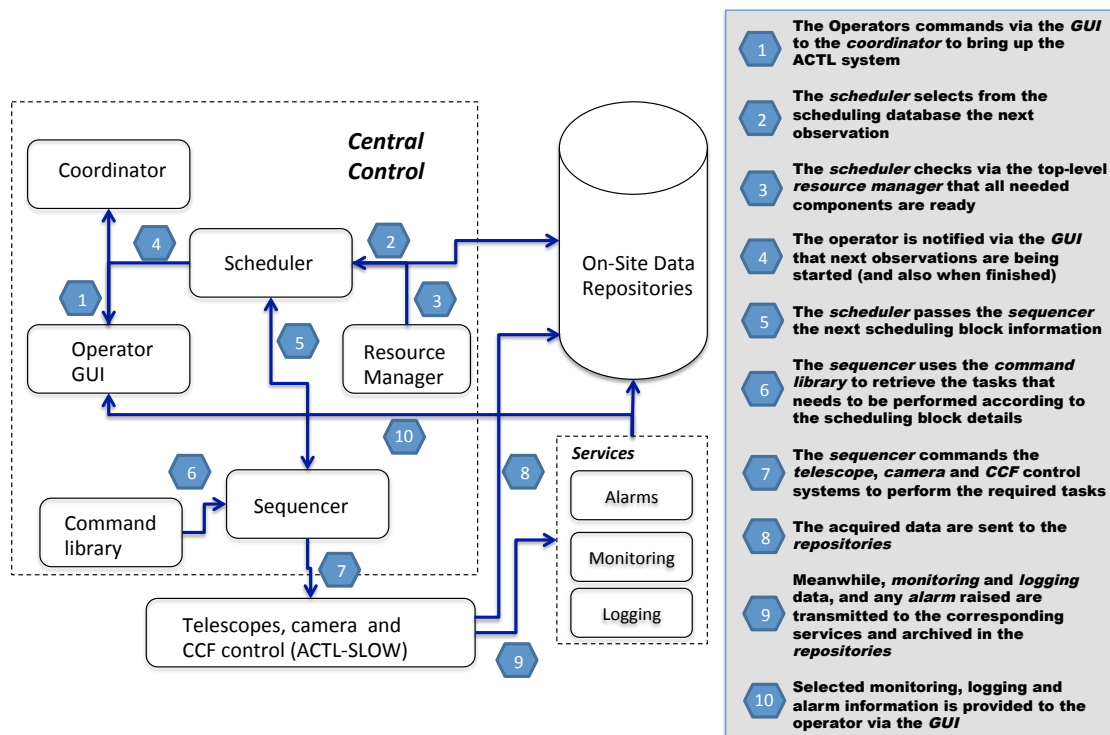 Central
Control
Coordinator
4
2
Scheduler
On-Site Data
Repositories
1
3
Operator
GUI
5
Resource
Manager
10
Services
6
8
Alarms
Sequencer
Command
library
Monitoring
7
Logging
Telescopes, camera and
CCF control (ACTL-SLOW)
9
1
The Operators commands via the GUI
to the coordinator to bring up the
ACTL system
2
The scheduler selects from the
scheduling database the next
observation
3
The scheduler checks via the top-level
resource manager that all needed
components are ready
4
The operator is notified via the GUI
that next observations are being
started (and also when finished)
5
The scheduler passes the sequencer
the next scheduling block information
6
The sequencer uses the command
library to retrieve the tasks that
needs to be performed according to
the scheduling block details
7
The sequencer commands the
telescope, camera and CCF control
systems to perform the required tasks
8
The acquired data are sent to the
repositories
9
Meanwhile, monitoring and logging
data, and any alarm raised are
transmitted to the corresponding
services and archived in the
repositories
10
Selected monitoring, logging and
alarm information is provided to the
operator via the GUI